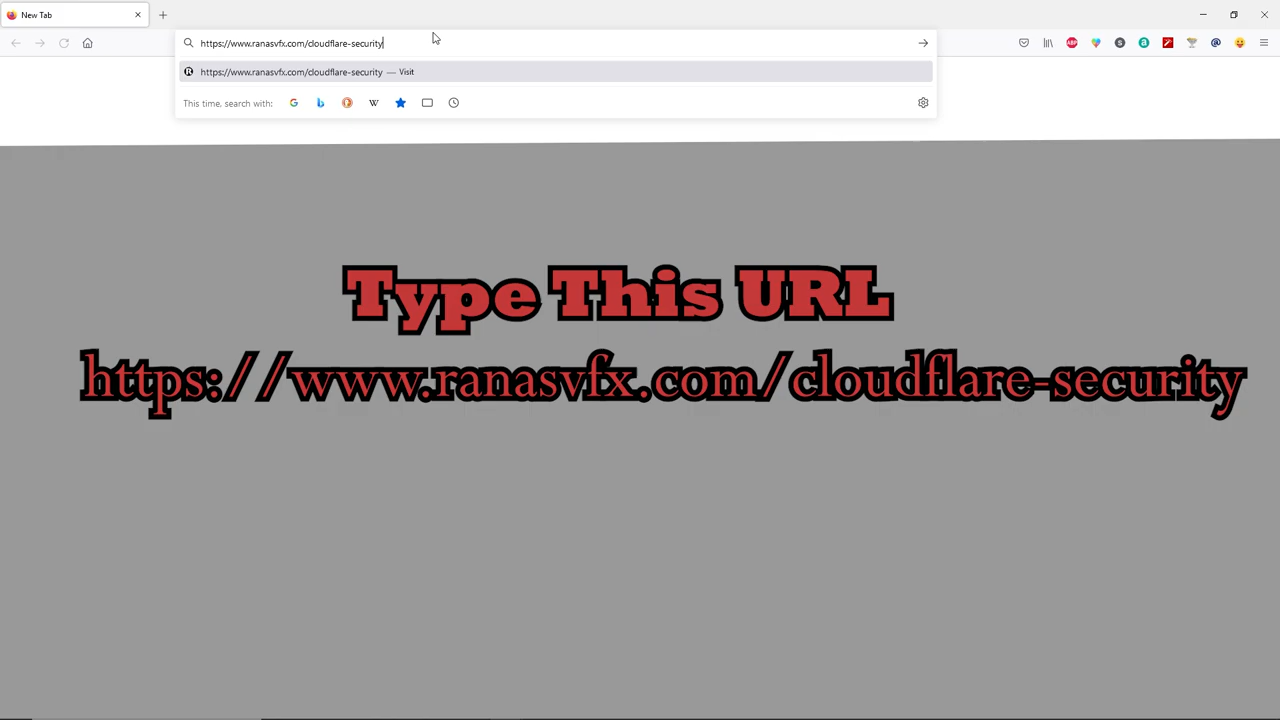 New Tab
https://www.ranasvfx.com/cloudflare-security
https://www.ranasvfx.com/cloudflare-security — Visit
This time, search with:
Type This URL
https://www.ranasvfx.com/cloudflare-security